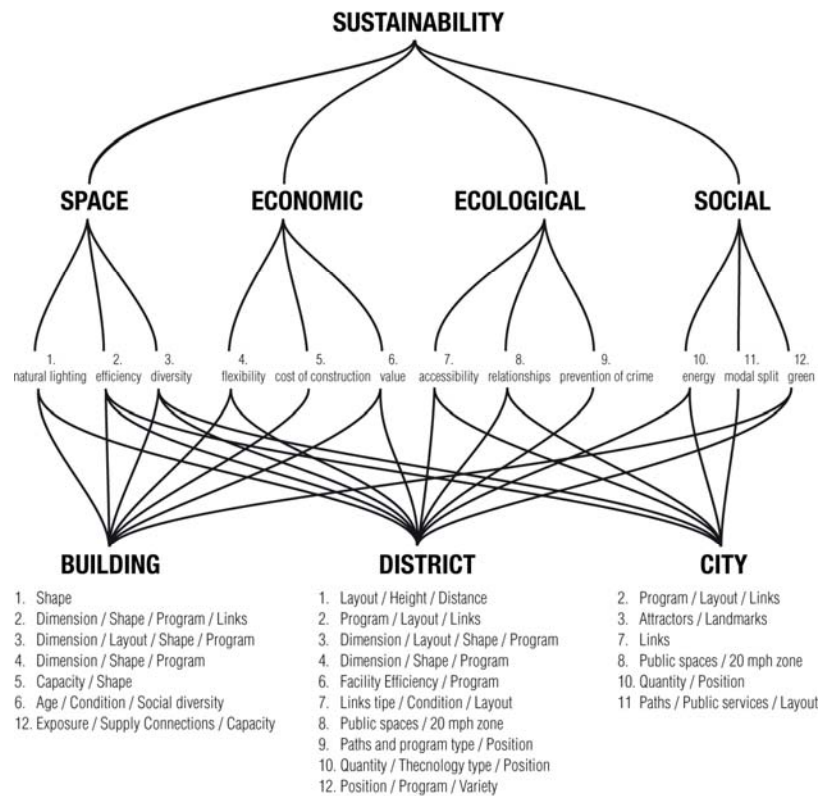 SUSTAINABILITY
SPACE ECONOMIC ECOLOGICAL SOCIAL
1. 2. 3. 4. 5. 6. 7. 8. 9. 10. 11. 12.
natural lighting efficiency diversity flexibility cost of construction value accessibility relationships prevention of crime energy modal split green
BUILDING
1. Shape
2. Dimension / Shape / Program / Links
3. Dimension / Layout / Shape / Program
4. Dimension / Shape / Program
5. Capacity / Shape
6. Age / Condition / Social diversity
12. Exposure / Supply Connections / Capacity
DISTRICT
1. Layout / Height / Distance
2. Program / Layout / Links
3. Dimension / Layout / Shape / Program
4. Dimension / Shape / Program
6. Facility Efficiency / Program
7. Links tipe / Condition / Layout
8. Public spaces / 20 mph zone
9. Paths and program type / Position
10. Quantity / Thecnology type / Position
12. Position / Program / Variety
CITY
2. Program / Layout / Links
3. Attractors / Landmarks
7. Links
8. Public spaces / 20 mph zone
10. Quantity / Position
11 Paths / Public services / Layout